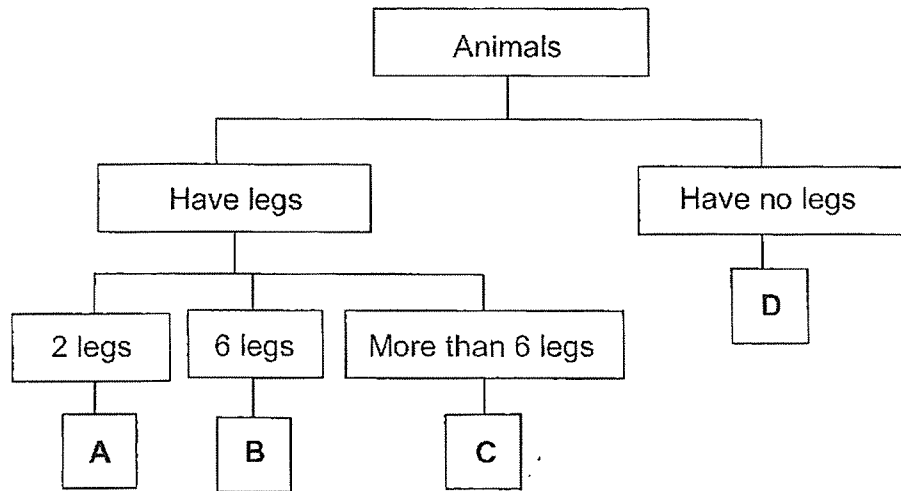 Animals
Have legs
Have no legs
D
2 legs
6 legs
More than 6 legs
A
B
C